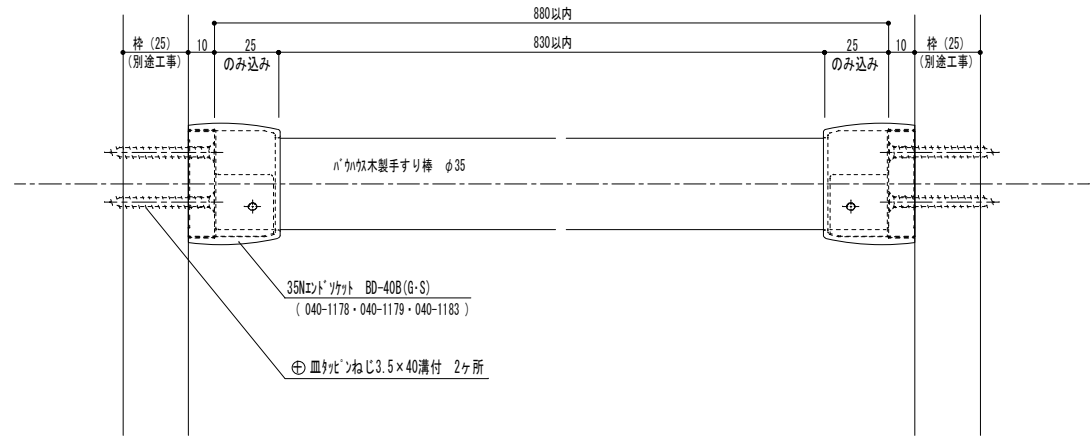 880以内
枠 (25)
(別途工事)
10
25
のみ込み
830以内
25
のみ込み
10
枠 (25)
(別途工事)
ﾊﾞｳﾊｳｽ木製手すり棒 φ35
35Nｴﾝﾄﾞｿｹｯﾄ BD-40B(G・S)
( 040-1178・040-1179・040-1183 )
⊕ 皿ﾀｯﾋﾟﾝねじ3.5×40溝付 2ヶ所